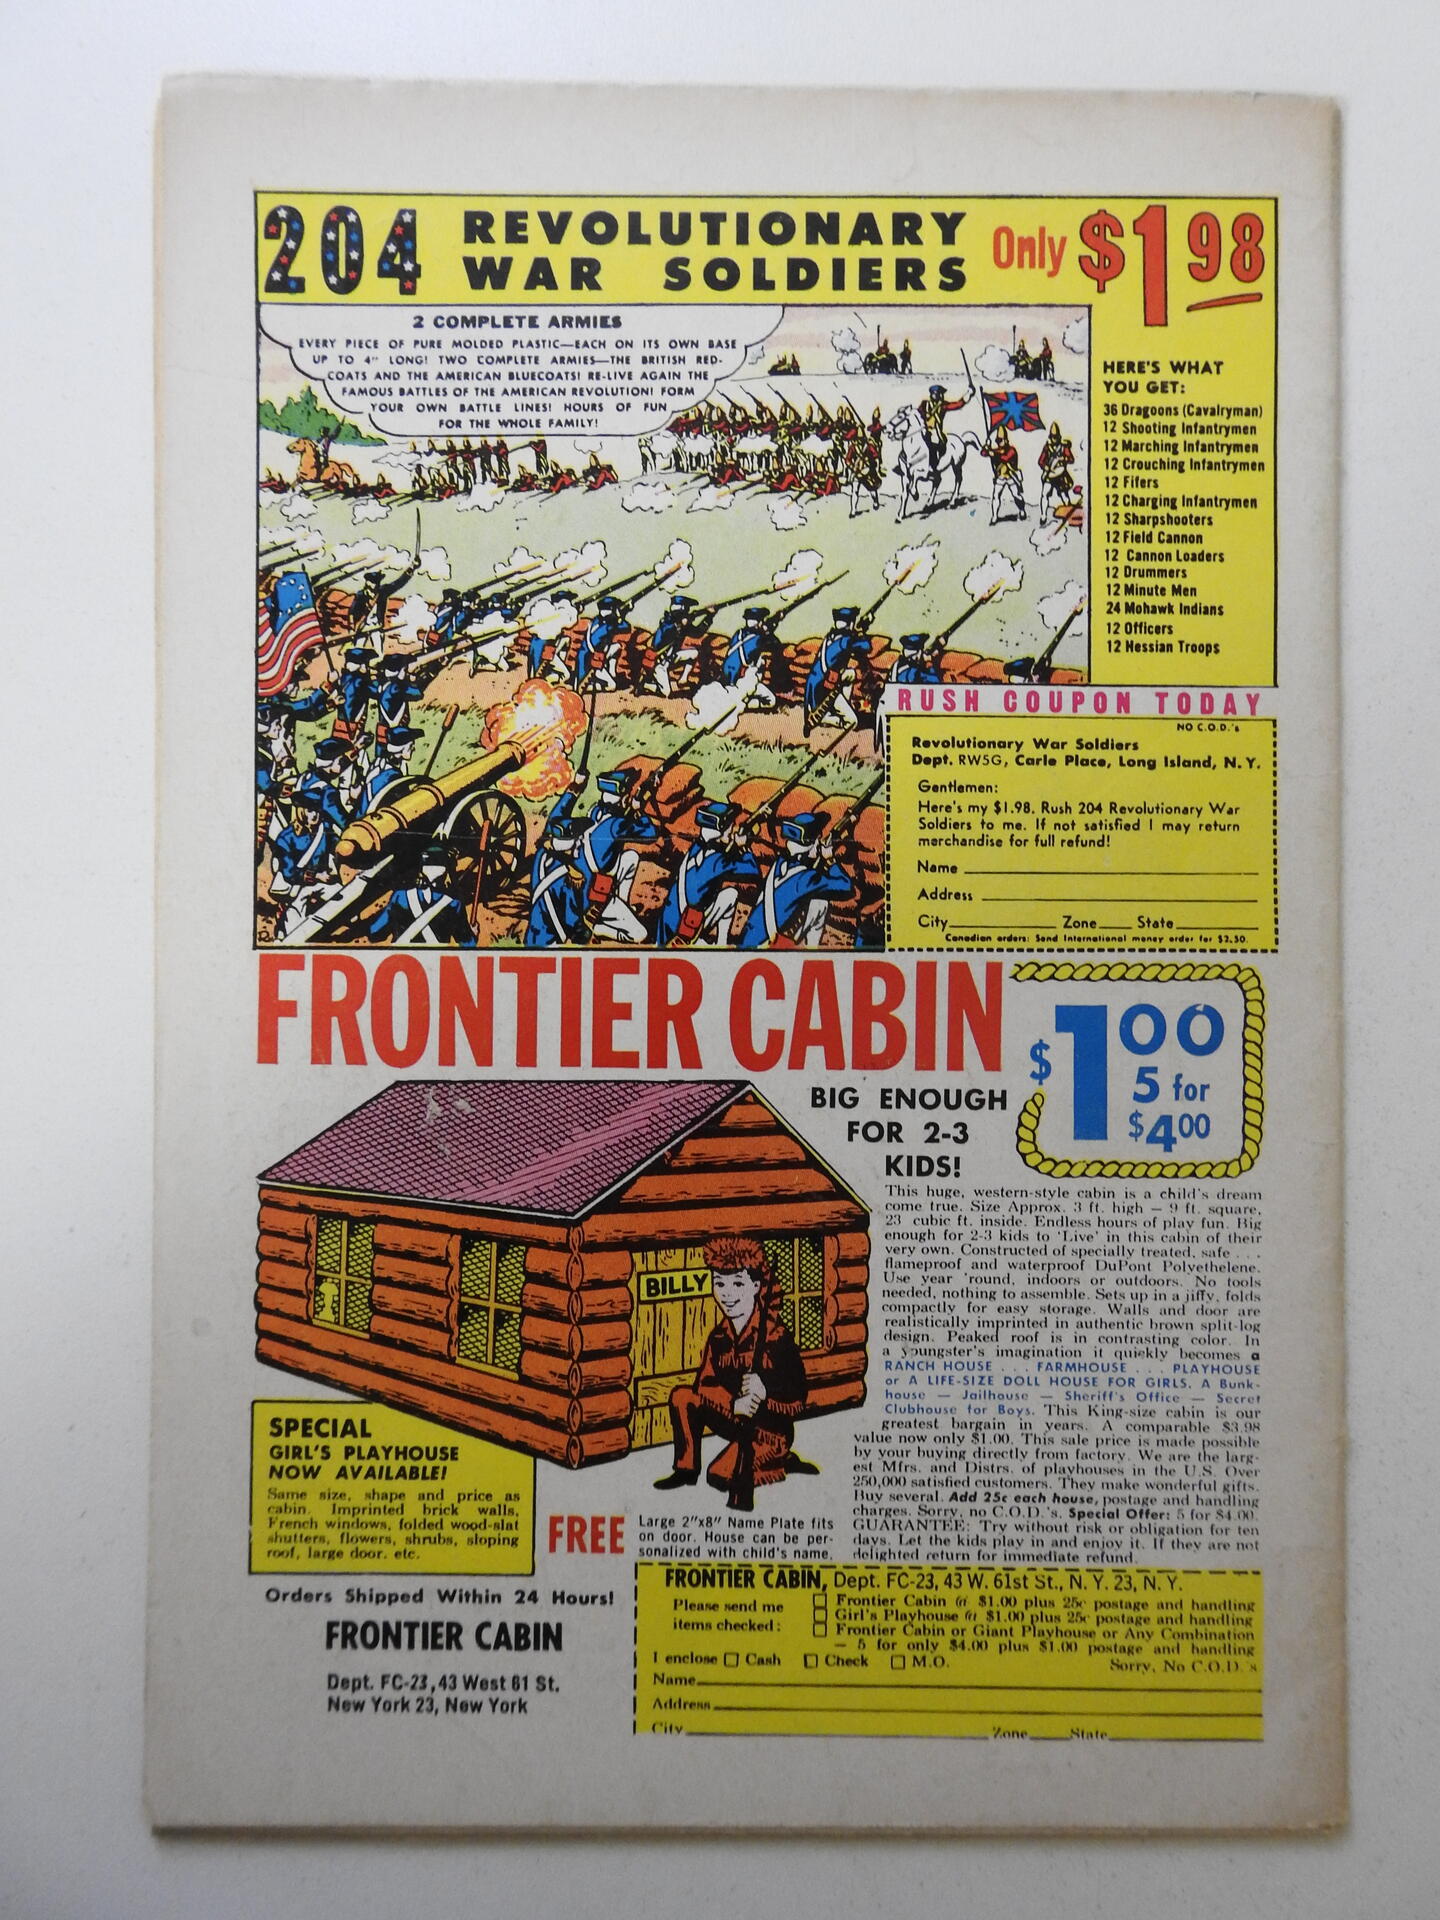 204 REVOLUTIONARY WAR SOLDIERS Only $1.98
2 COMPLETE ARMIES
EVERY PIECE OF PURE MOLDED PLASTIC—EACH ON ITS OWN BASE
UP TO 4" LONG! TWO COMPLETE ARMIES—THE BRITISH RED-
COATS AND THE AMERICAN BLUECOATS! RE-LIVE AGAIN THE
FAMOUS BATTLES OF THE AMERICAN REVOLUTION! FORM
YOUR OWN BATTLE LINES! HOURS OF FUN
FOR THE WHOLE FAMILY!
HERE'S WHAT
YOU GET:
36 Dragoons (Cavalryman)
12 Shooting Infantrymen
12 Marching Infantrymen
12 Crouching Infantrymen
12 Fifers
12 Charging Infantrymen
12 Sharpshooters
12 Field Cannon
12 Cannon Loaders
12 Drummers
12 Minute Men
24 Mohawk Indians
12 Officers
12 Hessian Troops
RUSH COUPON TODAY
NO C.O.D.'s
Revolutionary War Soldiers
Dept. RW5G, Carle Place, Long Island, N.Y.
Gentlemen:
Here's my $1.98. Rush 204 Revolutionary War
Soldiers to me. If not satisfied I may return
merchandise for full refund!
Name
Address
City Zone State
Canadian orders: Send International money order for $2.50.
FRONTIER CABIN
$1.00
5 for
$4.00
BIG ENOUGH
FOR 2-3
KIDS!
BILLY
This huge, western-style cabin is a child's dream
come true. Size Approx. 3 ft. high — 9 ft. square,
23 cubic ft. inside. Endless hours of play fun. Big
enough for 2-3 kids to 'Live' in this cabin of their
very own. Constructed of specially treated, safe . . .
flameproof and waterproof DuPont Polyethelene.
Use year 'round, indoors or outdoors. No tools
needed, nothing to assemble. Sets up in a jiffy, folds
compactly for easy storage. Walls and door are
realistically imprinted in authentic brown split-log
design. Peaked roof is in contrasting color. In
a youngster's imagination it quickly becomes a
RANCH HOUSE . . . FARMHOUSE . . . PLAYHOUSE
or A LIFE-SIZE DOLL HOUSE FOR GIRLS. A Bunk-
house — Jailhouse — Sheriff's Office — Secret
Clubhouse for Boys. This King-size cabin is our
greatest bargain in years. A comparable $3.98
value now only $1.00. This sale price is made possible
by your buying directly from factory. We are the larg-
est Mfrs. and Distrs. of playhouses in the U.S. Over
250,000 satisfied customers. They make wonderful gifts.
Buy several. Add 25c each house, postage and handling
charges. Sorry, no C.O.D.'s. Special Offer: 5 for $4.00.
GUARANTEE: Try without risk or obligation for ten
days. Let the kids play in and enjoy it. If they are not
delighted return for immediate refund.
SPECIAL
GIRL'S PLAYHOUSE
NOW AVAILABLE!
Same size, shape and price as
cabin. Imprinted brick walls,
French windows, folded wood-slat
shutters, flowers, shrubs, sloping
roof, large door. etc.
FREE
Large 2"x8" Name Plate fits
on door. House can be per-
sonalized with child's name.
Orders Shipped Within 24 Hours!
FRONTIER CABIN
Dept. FC-23, 43 West 61 St.
New York 23, New York
FRONTIER CABIN, Dept. FC-23, 43 W. 61st St., N. Y. 23, N. Y.
Please send me
items checked:
Frontier Cabin @ $1.00 plus 25c postage and handling
Girl's Playhouse @ $1.00 plus 25c postage and handling
Frontier Cabin or Giant Playhouse or Any Combination
— 5 for only $4.00 plus $1.00 postage and handling
I enclose Cash Check M.O. Sorry, No C.O.D.'s
Name
Address
City Zone State